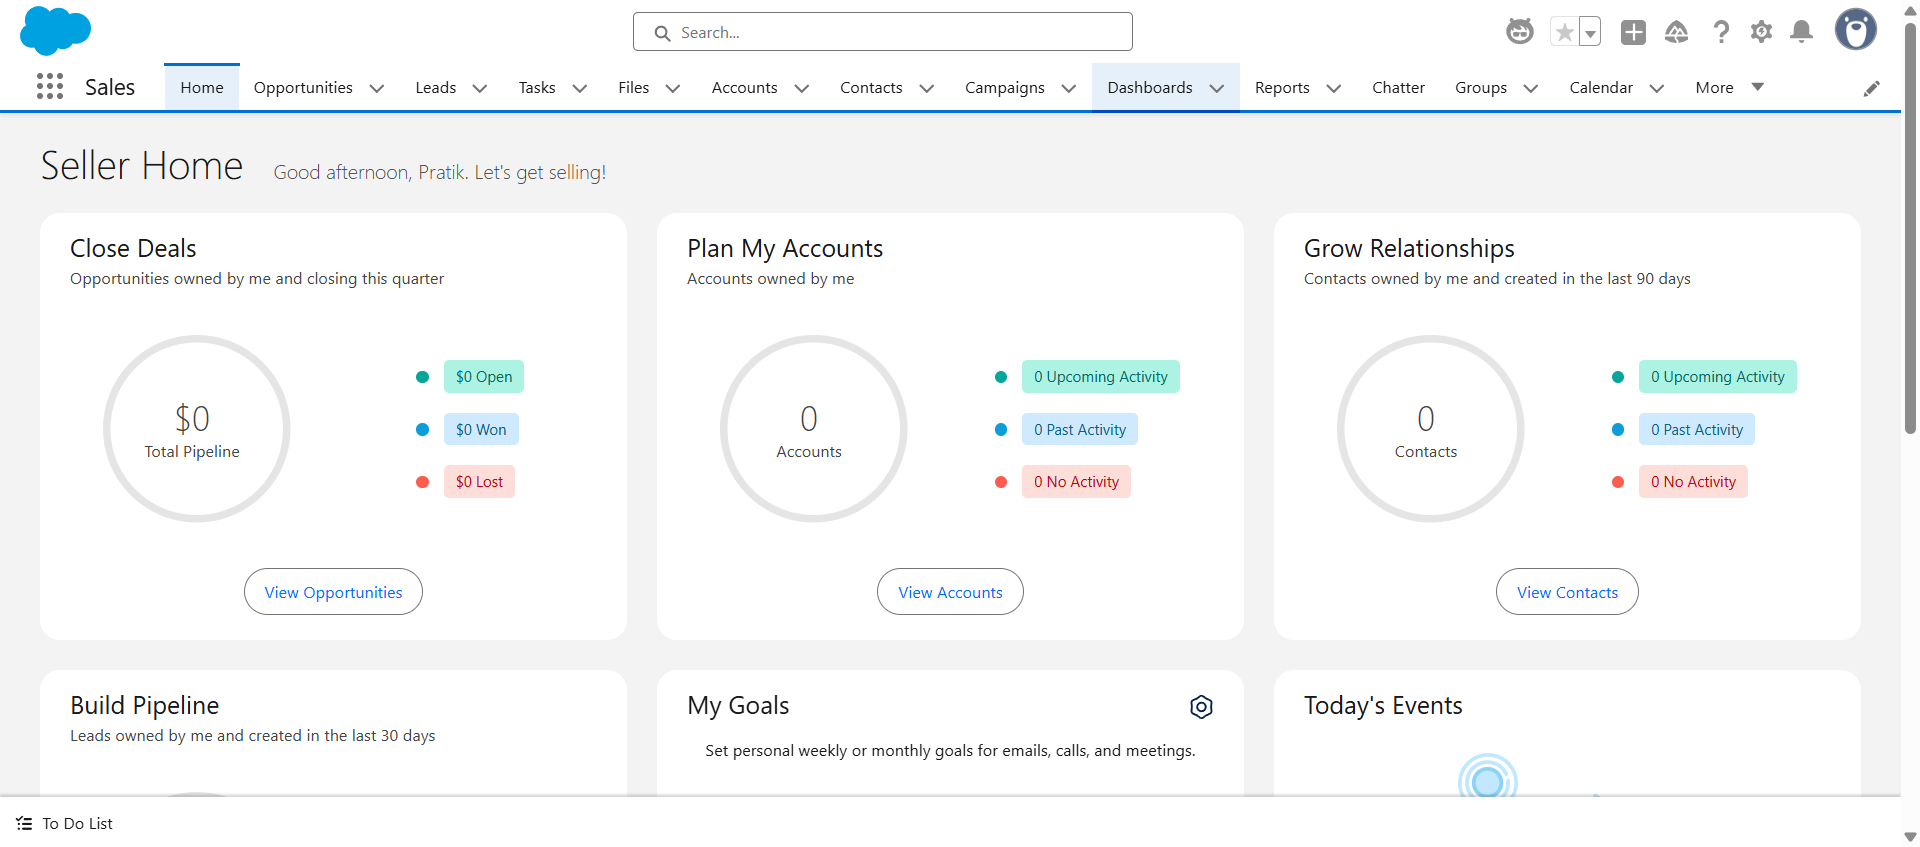 Search...
Sales
Home
Opportunities
Leads
Tasks
Files
Accounts
Contacts
Campaigns
Dashboards
Reports
Chatter
Groups
Calendar
More
Seller Home
Good afternoon, Pratik. Let's get selling!
Close Deals
Opportunities owned by me and closing this quarter
$0
Total Pipeline
$0 Open
$0 Won
$0 Lost
View Opportunities
Plan My Accounts
Accounts owned by me
0
Accounts
0 Upcoming Activity
0 Past Activity
0 No Activity
View Accounts
Grow Relationships
Contacts owned by me and created in the last 90 days
0
Contacts
0 Upcoming Activity
0 Past Activity
0 No Activity
View Contacts
Build Pipeline
Leads owned by me and created in the last 30 days
My Goals
Set personal weekly or monthly goals for emails, calls, and meetings.
Today's Events
To Do List